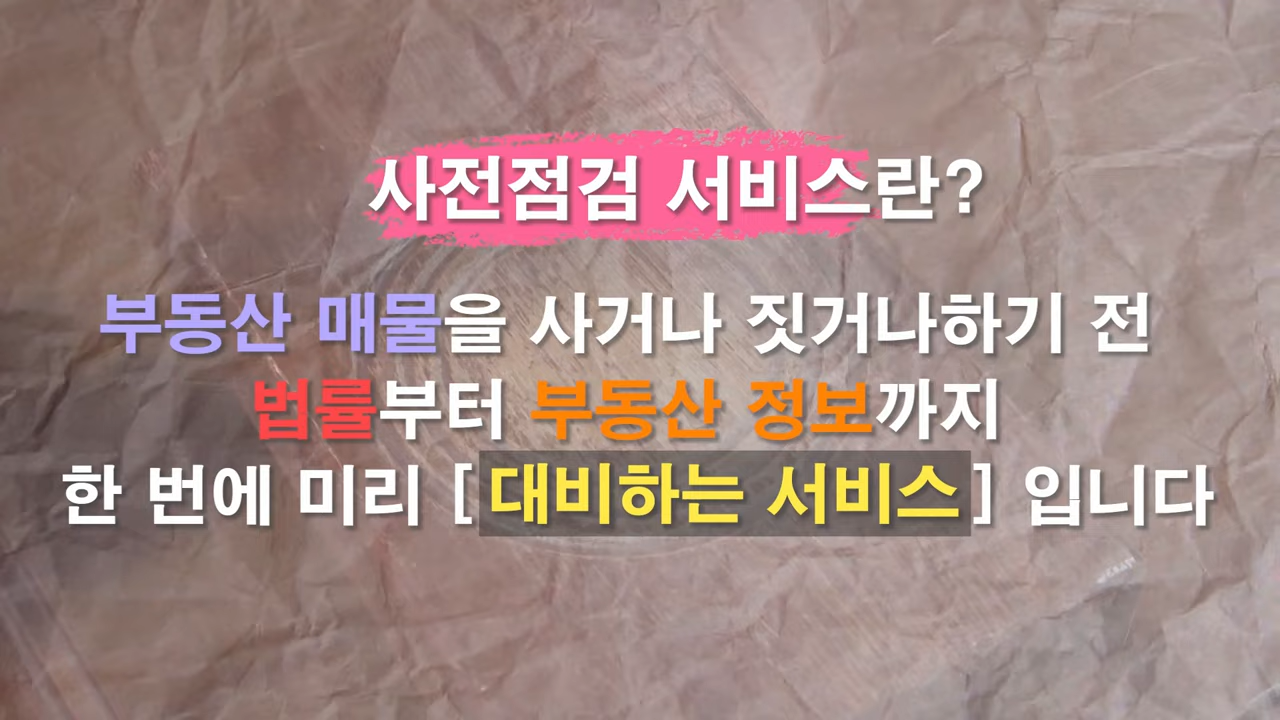 사전점검 서비스란?
부동산 매물을 사거나 짓거나하기 전
법률부터 부동산 정보까지
한 번에 미리 [대비하는 서비스] 입니다